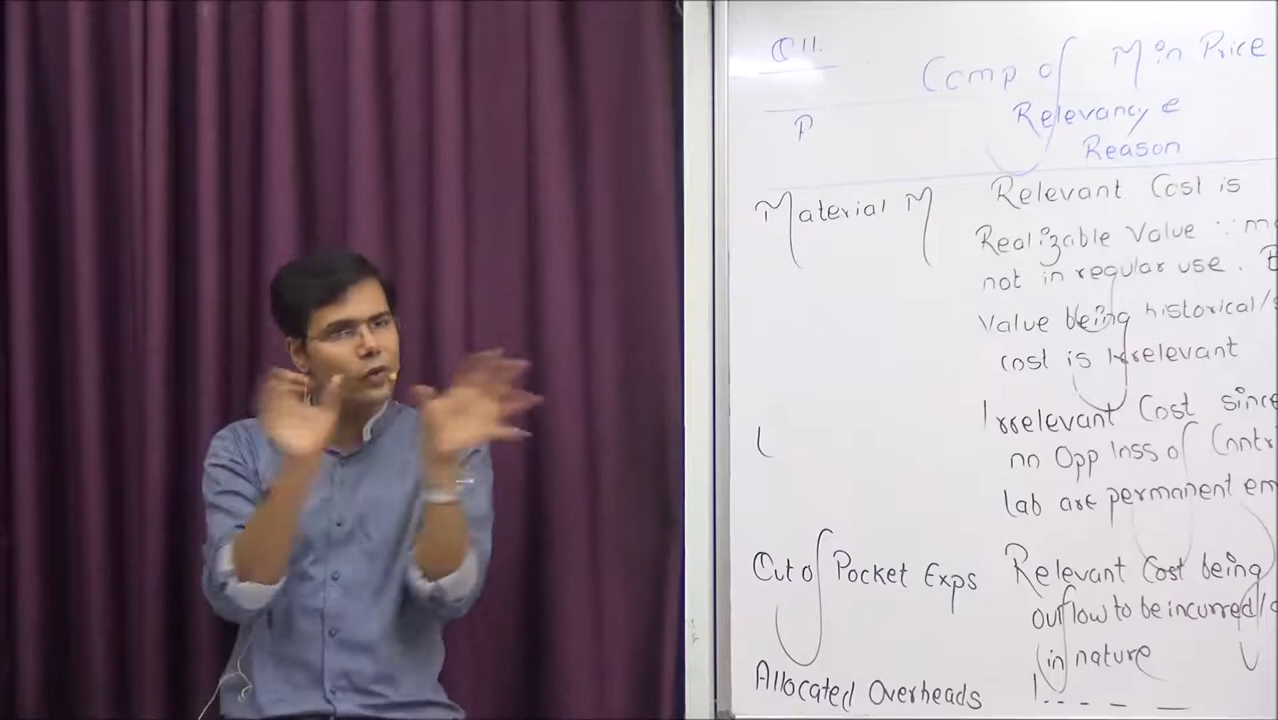 Q 11.
Comp of Min Price
P
Relevancy e
Reason
Material M
Relevant Cost is
Realizable Value ∵
not in regular use.
Value being historical/
cost is Irrelevant
L
Irrelevant Cost since
no Opp loss of Contr
lab are permanent em
Out of Pocket Exps
Relevant Cost being
outflow to be incurred/
in nature
Allocated Overheads
I - - - -